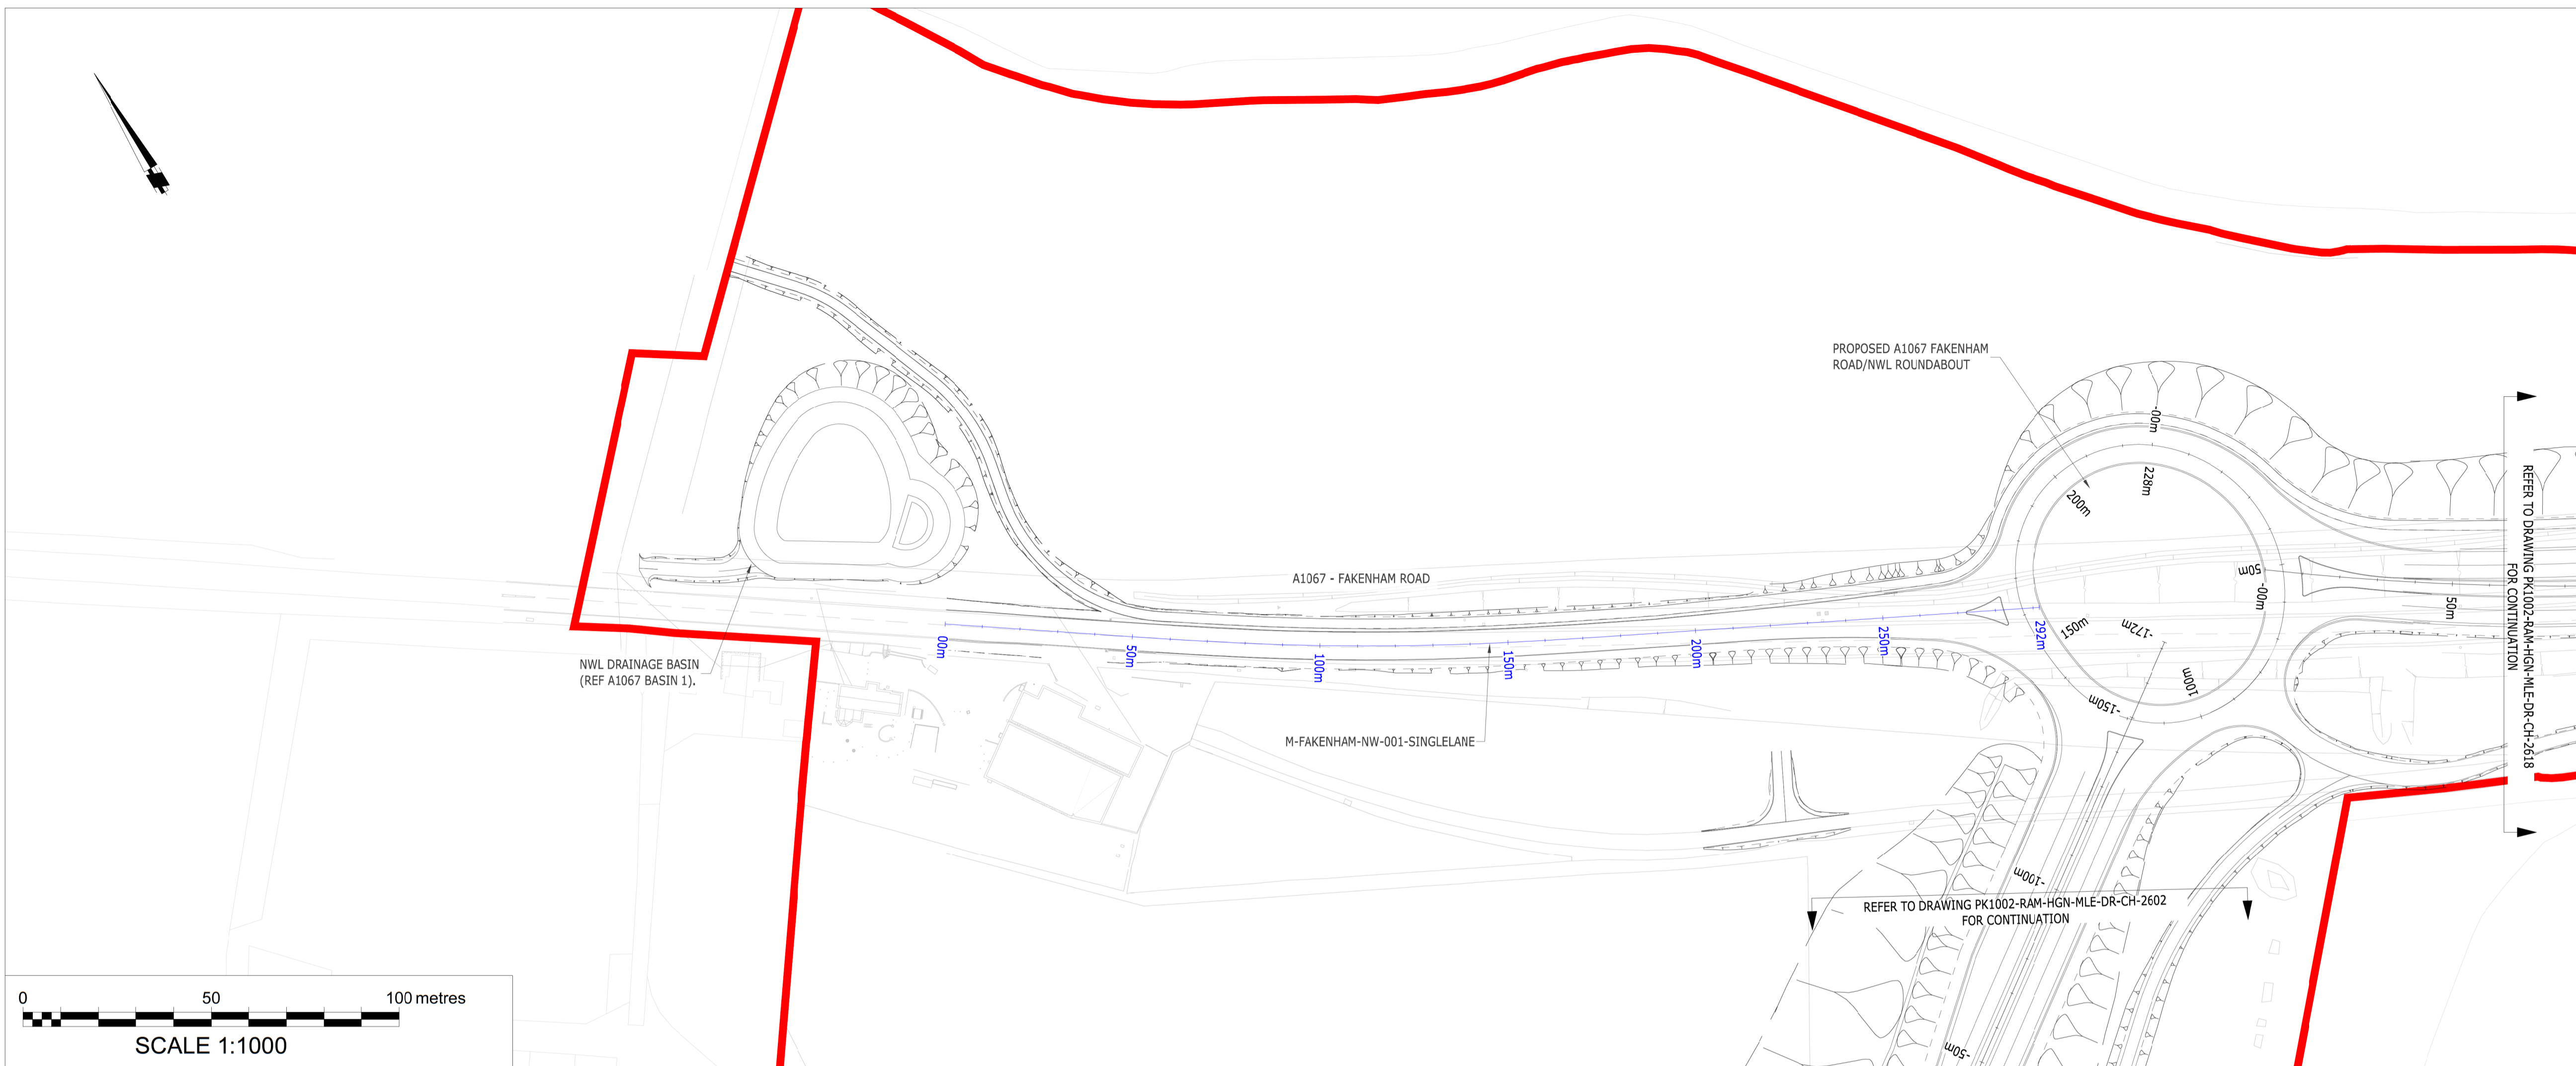 PROPOSED A1067 FAKENHAM
ROAD/NWL ROUNDABOUT
-00m
228m
200m
50m
-00m
150m
-172m
100m
-150m
50m
REFER TO DRAWING PK1002-RAM-HGN-MLE-DR-CH-2618
FOR CONTINUATION
A1067 - FAKENHAM ROAD
00m
50m
100m
150m
200m
250m
292m
NWL DRAINAGE BASIN
(REF A1067 BASIN 1).
M-FAKENHAM-NW-001-SINGLELANE
-100m
REFER TO DRAWING PK1002-RAM-HGN-MLE-DR-CH-2602
FOR CONTINUATION
-50m
0 50 100 metres
SCALE 1:1000